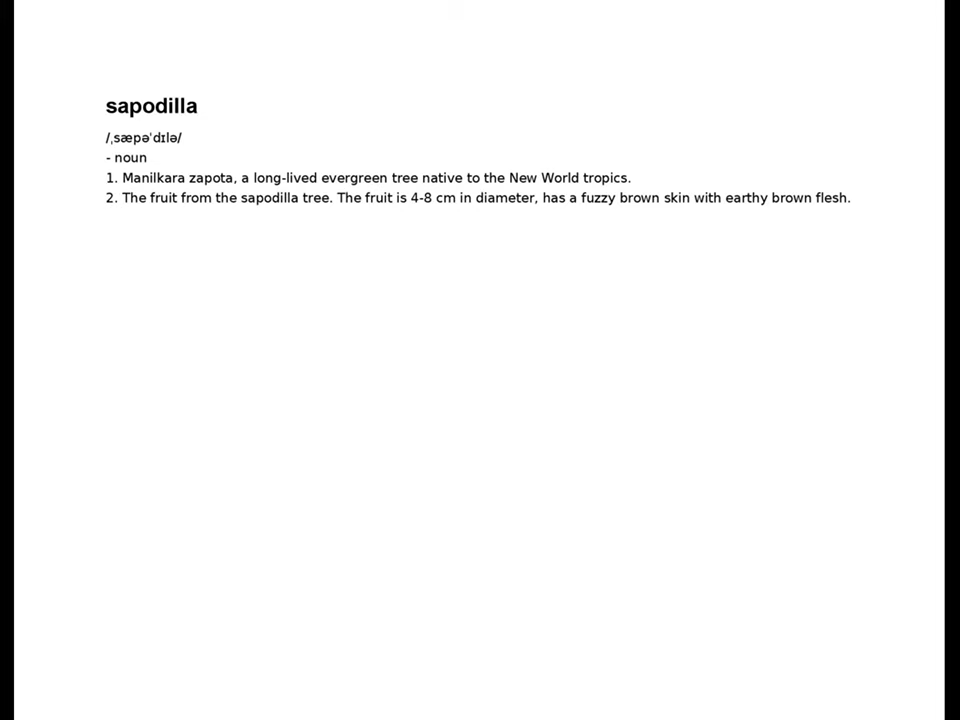 sapodilla
/ˌsæpəˈdɪlə/
- noun
1. Manilkara zapota, a long-lived evergreen tree native to the New World tropics.
2. The fruit from the sapodilla tree. The fruit is 4-8 cm in diameter, has a fuzzy brown skin with earthy brown flesh.